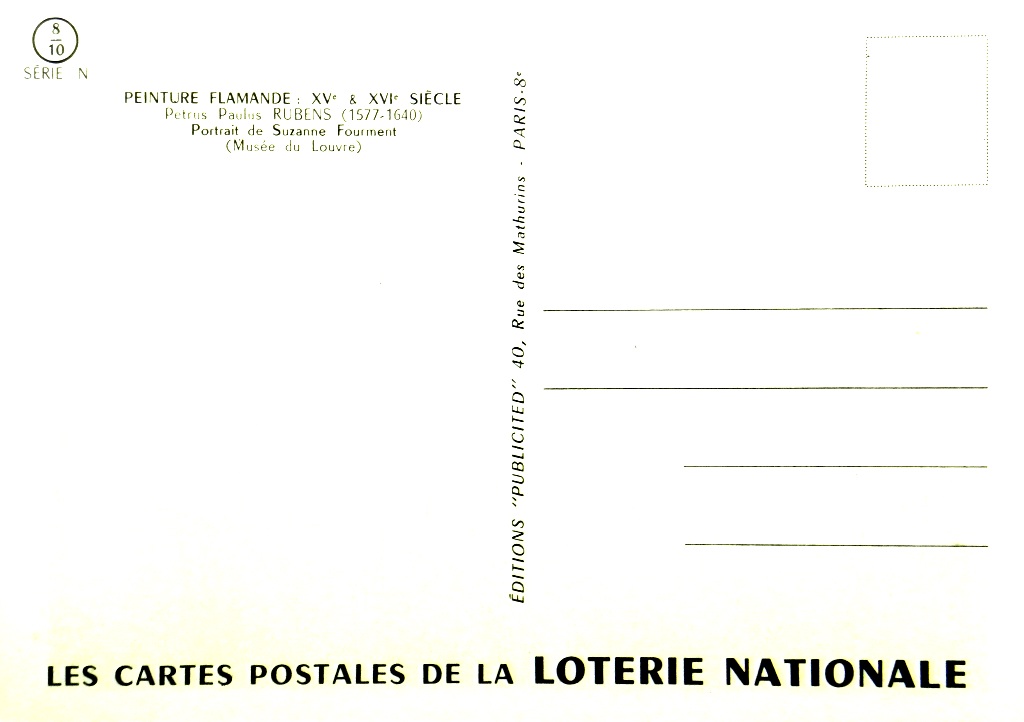 8
10
SÉRIE N
PEINTURE FLAMANDE : XVe & XVIe SIÈCLE
Petrus Paulus RUBENS (1577-1640)
Portrait de Suzanne Fourment
(Musée du Louvre)
ÉDITIONS "PUBLICITED" 40, Rue des Mathurins - PARIS-8e
LES CARTES POSTALES DE LA LOTERIE NATIONALE